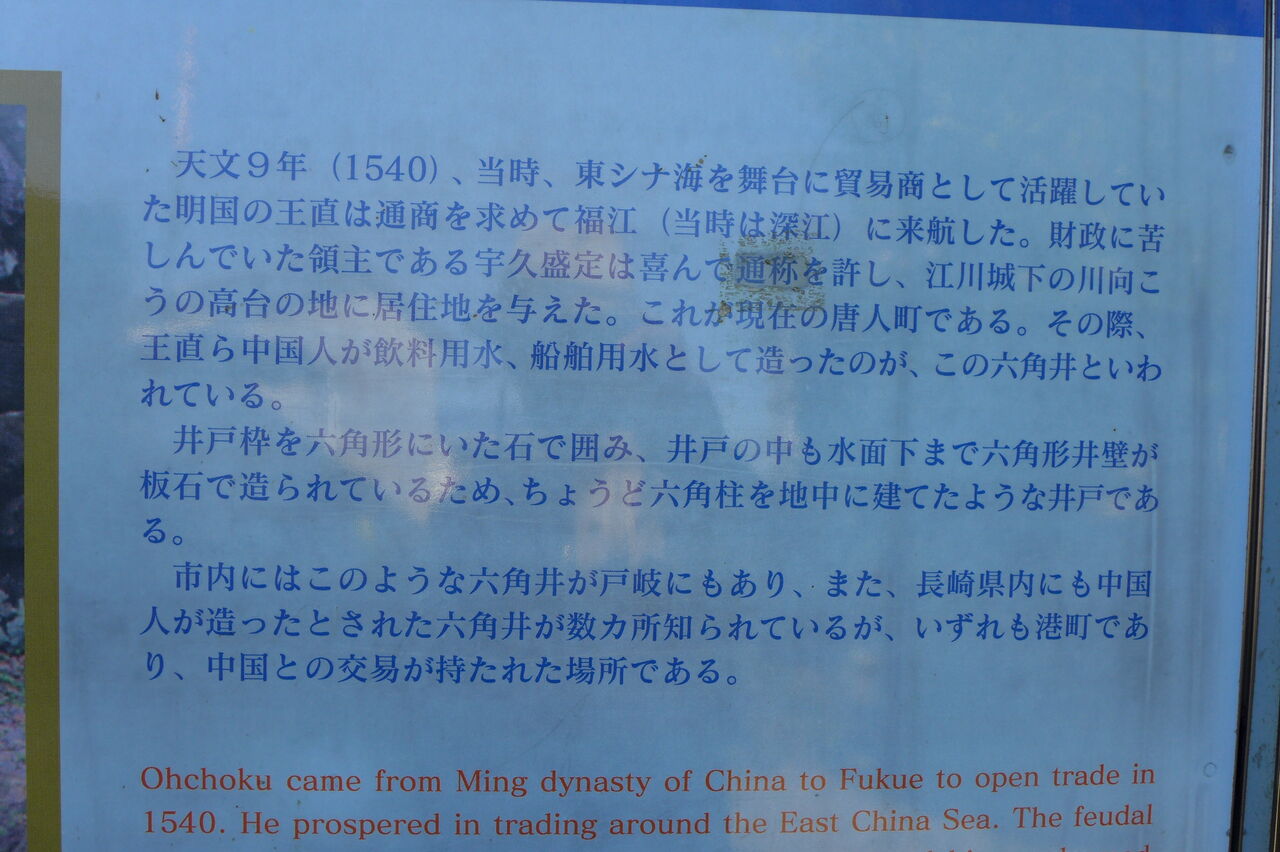 天文９年（1540）、当時、東シナ海を舞台に貿易商として活躍してい
た明国の王直は通商を求めて福江（当時は深江）に来航した。財政に苦
しんでいた領主である宇久盛定は喜んで通称を許し、江川城下の川向こ
うの高台の地に居住地を与えた。これが現在の唐人町である。その際、
王直ら中国人が飲料用水、船舶用水として造ったのが、この六角井といわ
れている。
井戸枠を六角形にいた石で囲み、井戸の中も水面下まで六角形井壁が
板石で造られているため、ちょうど六角柱を地中に建てたような井戸であ
る。
市内にはこのような六角井が戸岐にもあり、また、長崎県内にも中国
人が造ったとされた六角井が数カ所知られているが、いずれも港町であ
り、中国との交易が持たれた場所である。
Ohchoku came from Ming dynasty of China to Fukue to open trade in
1540. He prospered in trading around the East China Sea. The feudal